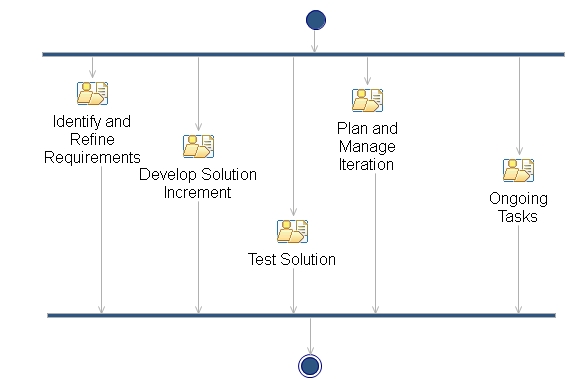 Identify and
Refine
Requirements
Develop Solution
Increment
Test Solution
Plan and
Manage
Iteration
Ongoing
Tasks